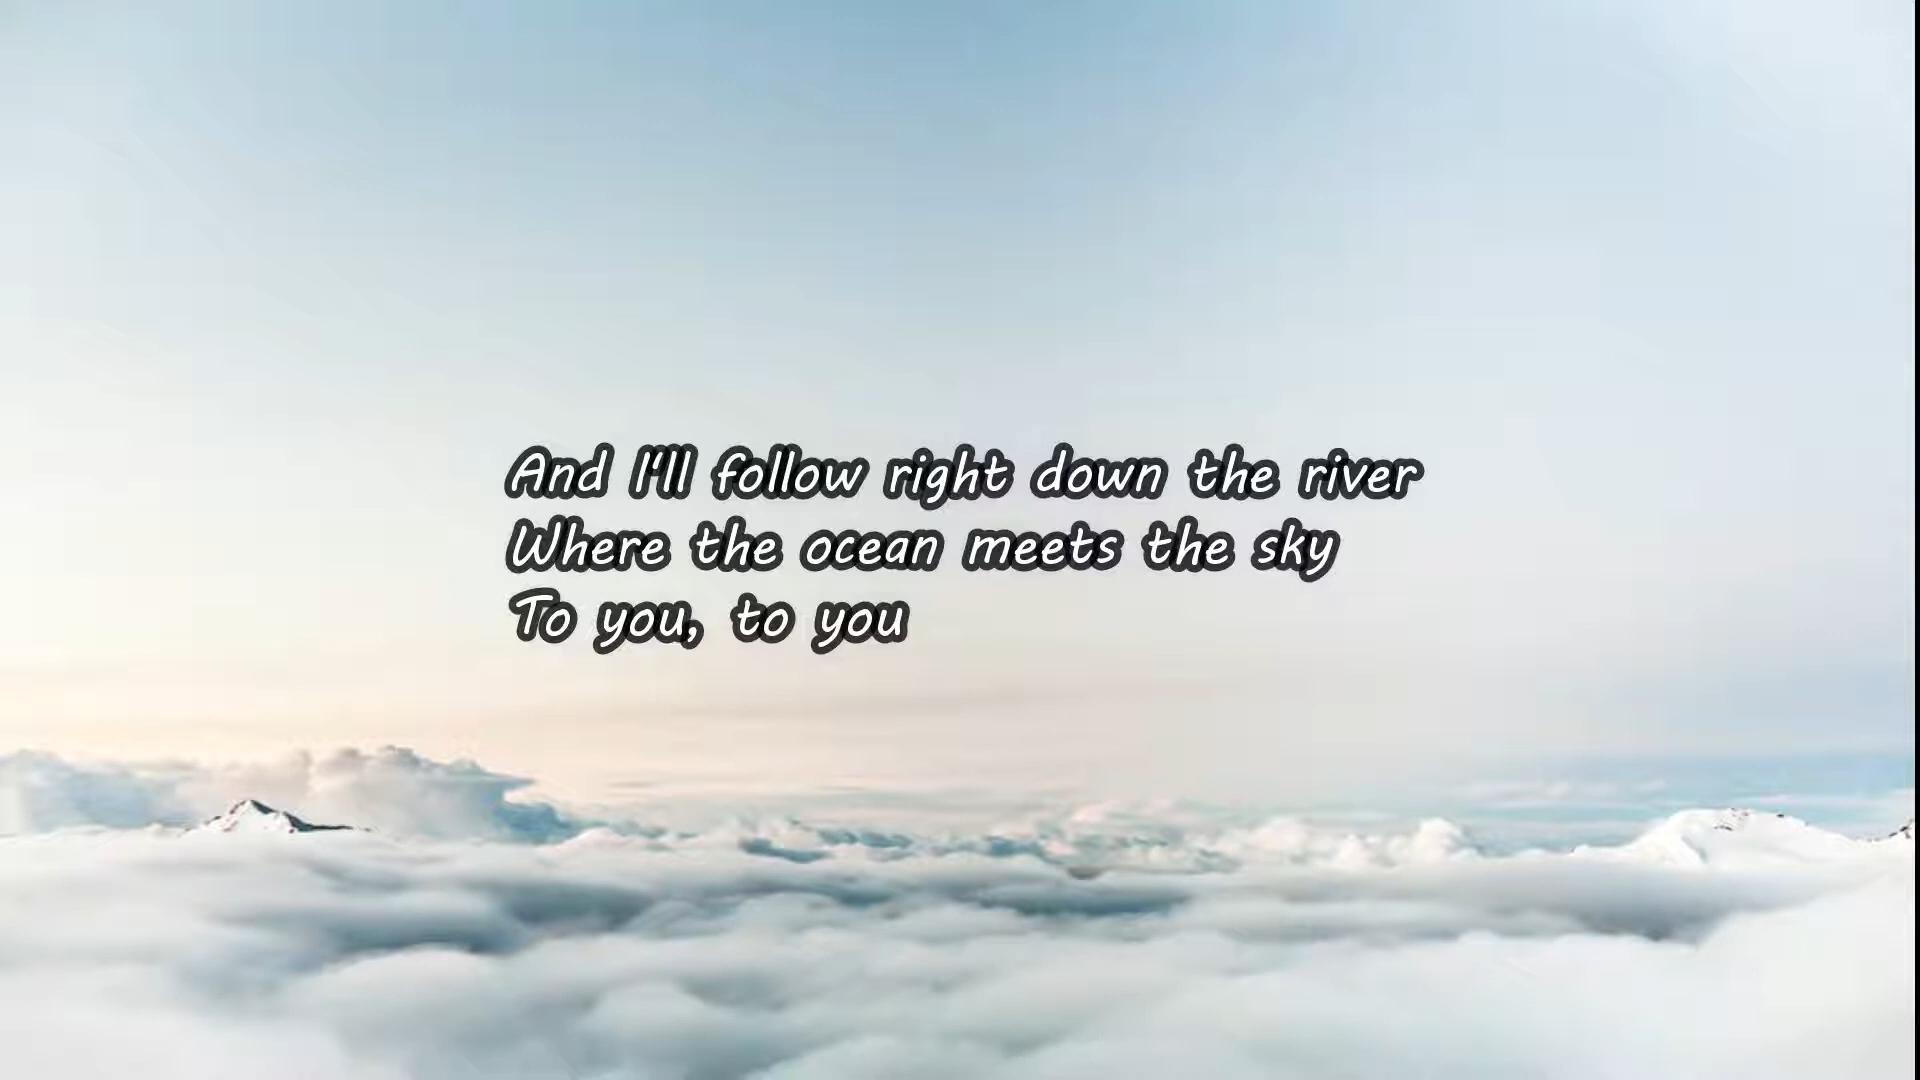 And I'll follow right down the river
Where the ocean meets the sky
To you, to you